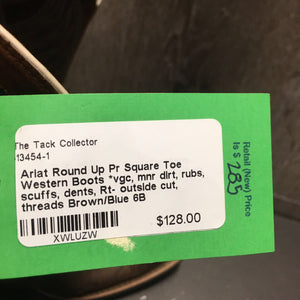 The Tack Collector
13454-1
Ariat Round Up Pr Square Toe
Western Boots *vgc, mnr dirt, rubs,
scuffs, dents, Rt- outside cut,
threads Brown/Blue 6B
$128.00
XWLUZW
Retail (New) Price
Is $ 285